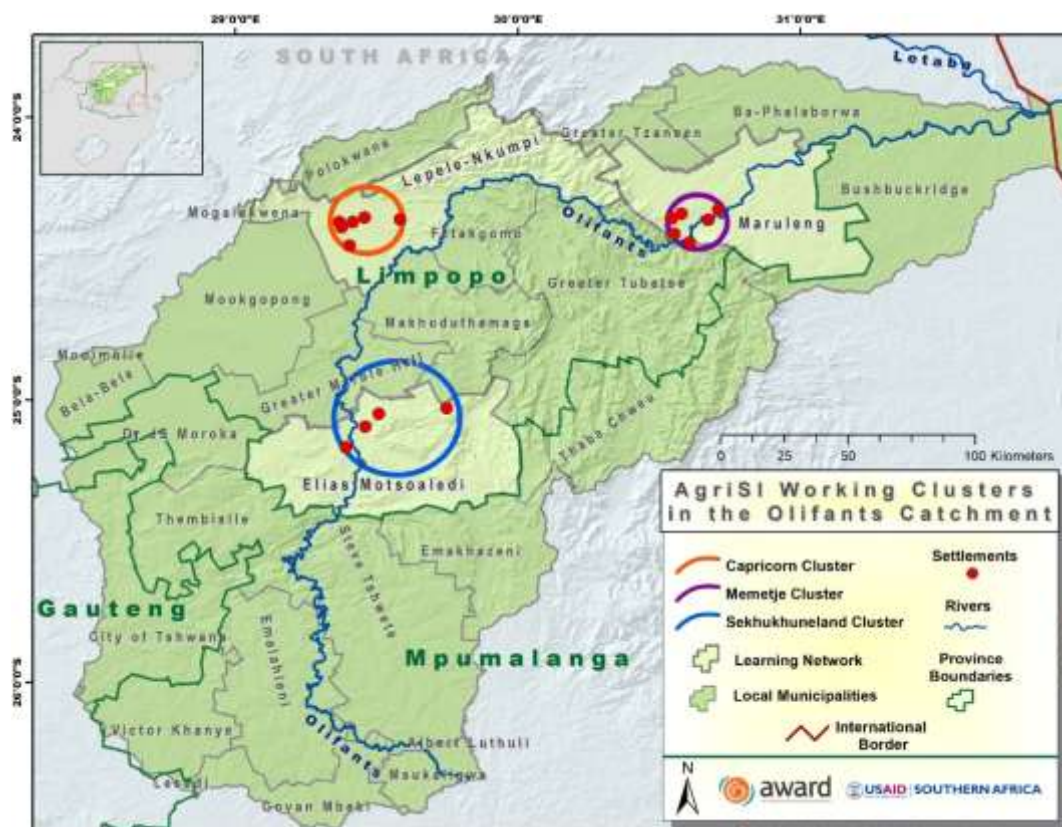 29°0'0"E
30°0'0"E
31°0'0"E
SOUTH AFRICA
Letaba
24°0'0"S
Ba-Phalaborwa
Greater Tzaneen
Polokwane
Lepele-Nkumpi
Bushbuckridge
Mogalakwena
Olifants
Maruleng
Fetakgomo
Limpopo
Greater Tubatse
Mookgopong
Makhuduthamaga
Bela-Bela
Greater Marble Hall
25°0'0"S
Dr JS Moroka
Thaba Chweu
0 25 50 100 Kilometers
Elias Motsoaledi
Thembisile
Steve Tshwete
Emakhazeni
Gauteng
City of Tshwane
Emalahleni
Mpumalanga
26°0'0"S
Victor Khanye
Olifants
Albert Luthuli
Msukaligwa
Lesedi
Govan Mbeki
AgriSI Working Clusters
in the Olifants Catchment
Capricorn Cluster
Settlements
Memetje Cluster
Rivers
Sekhukhuneland Cluster
Learning Network
Province
Boundaries
Local Municipalities
International
Border
N
award
USAID | SOUTHERN AFRICA